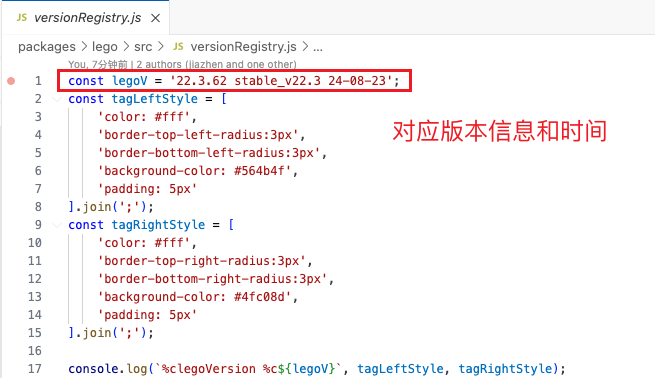 JS versionRegistry.js ×
packages > lego > src > JS versionRegistry.js > ...
You, 7分钟前 | 2 authors (jiazhen and one other)
1 const legoV = '22.3.62 stable_v22.3 24-08-23';
2 const tagLeftStyle = [
3 'color: #fff',
对应版本信息和时间
4 'border-top-left-radius:3px',
5 'border-bottom-left-radius:3px',
6 'background-color: #564b4f',
7 'padding: 5px'
8 ].join(';');
9 const tagRightStyle = [
10 'color: #fff',
11 'border-top-right-radius:3px',
12 'border-bottom-right-radius:3px',
13 'background-color: #4fc08d',
14 'padding: 5px'
15 ].join(';');
16
17 console.log(`%clegoVersion %c${legoV}`, tagLeftStyle, tagRightStyle);